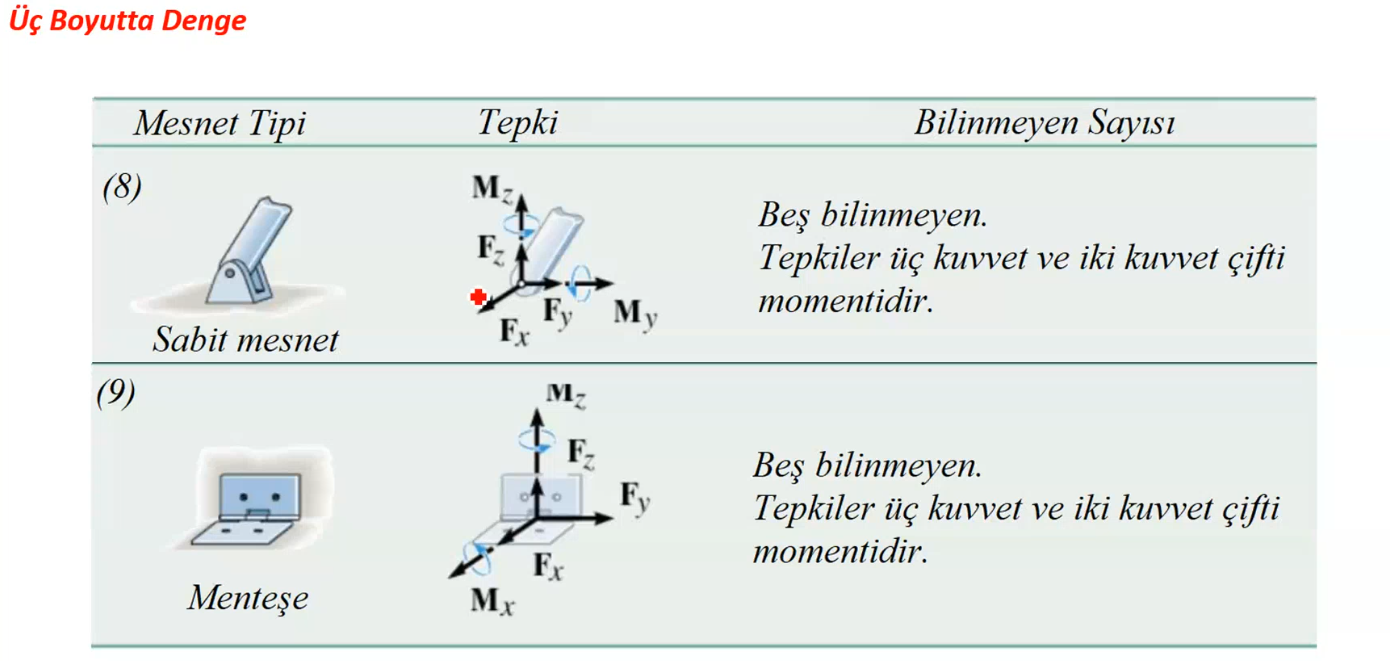 Üç Boyutta Denge
Mesnet Tipi Tepki Bilinmeyen Sayısı
(8)
Sabit mesnet
Mz
Fz
Fx
Fy
My
Beş bilinmeyen.
Tepkiler üç kuvvet ve iki kuvvet çifti
momentidir.
(9)
Menteşe
Mz
Fz
Fy
Fx
Mx
Beş bilinmeyen.
Tepkiler üç kuvvet ve iki kuvvet çifti
momentidir.